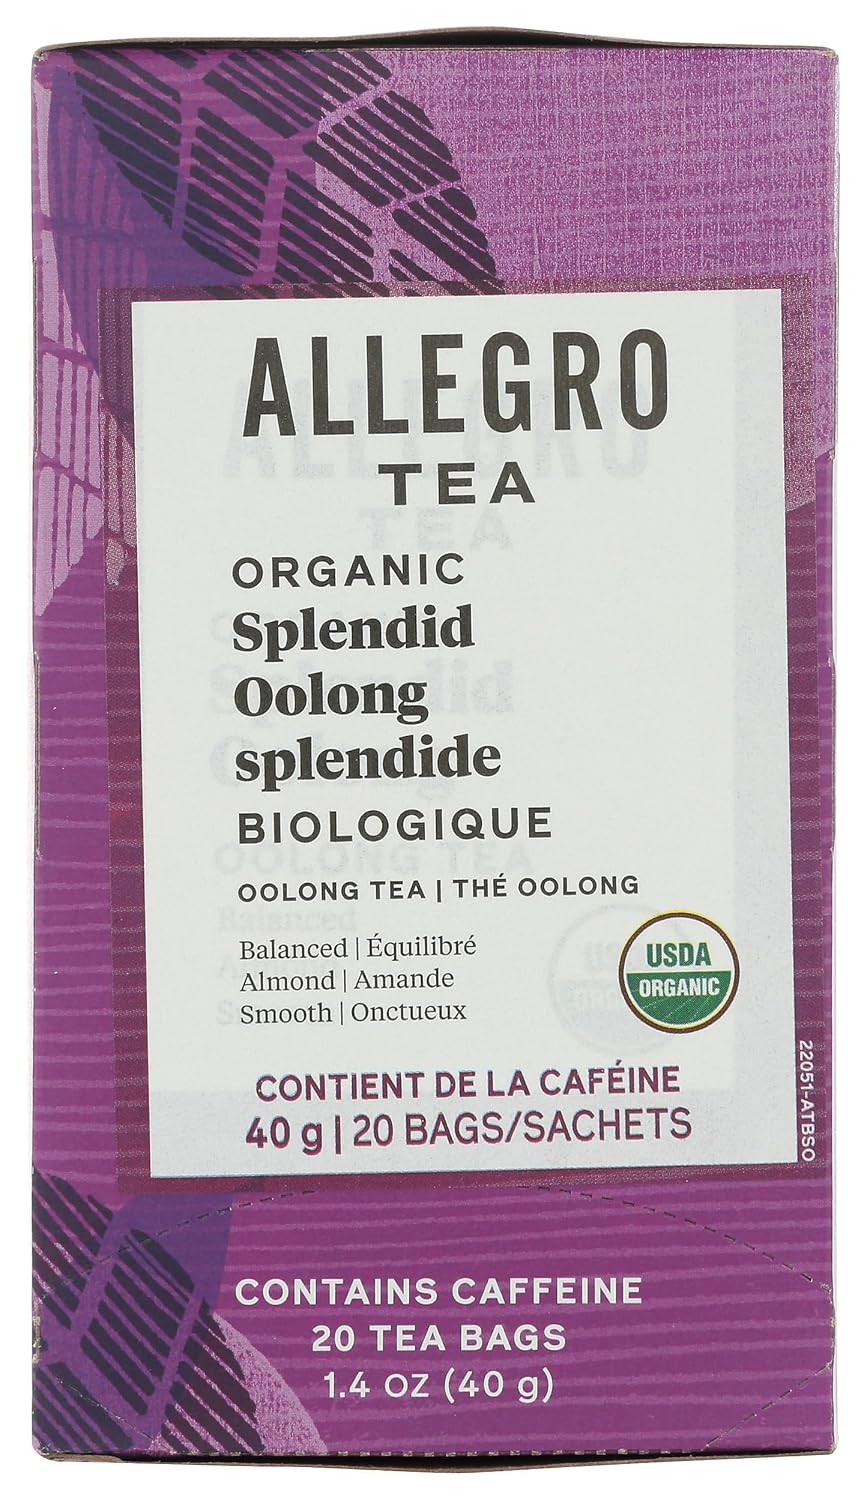 ALLEGRO
TEA
ORGANIC
Splendid
Oolong
splendide
BIOLOGIQUE
OOLONG TEA | THÉ OOLONG
Balanced | Équilibré
Almond | Amande
Smooth | Onctueux
USDA
ORGANIC
CONTIENT DE LA CAFÉINE
40 g | 20 BAGS/SACHETS
22051-ATBSO
CONTAINS CAFFEINE
20 TEA BAGS
1.4 OZ (40 g)